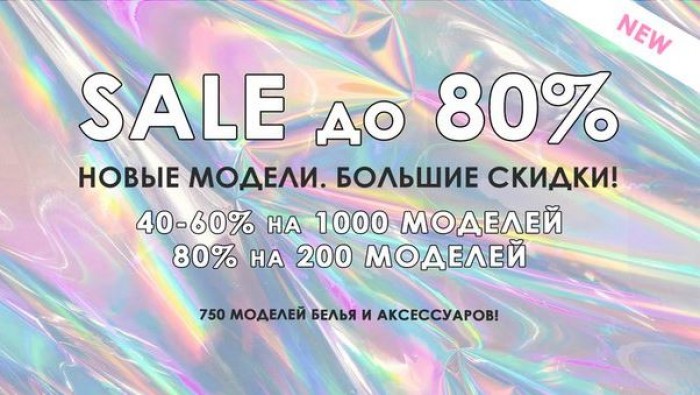 NEW
SALE до 80%
НОВЫЕ МОДЕЛИ. БОЛЬШИЕ СКИДКИ!
40-60% на 1000 МОДЕЛЕЙ
80% на 200 МОДЕЛЕЙ
750 МОДЕЛЕЙ БЕЛЬЯ И АКСЕССУАРОВ!